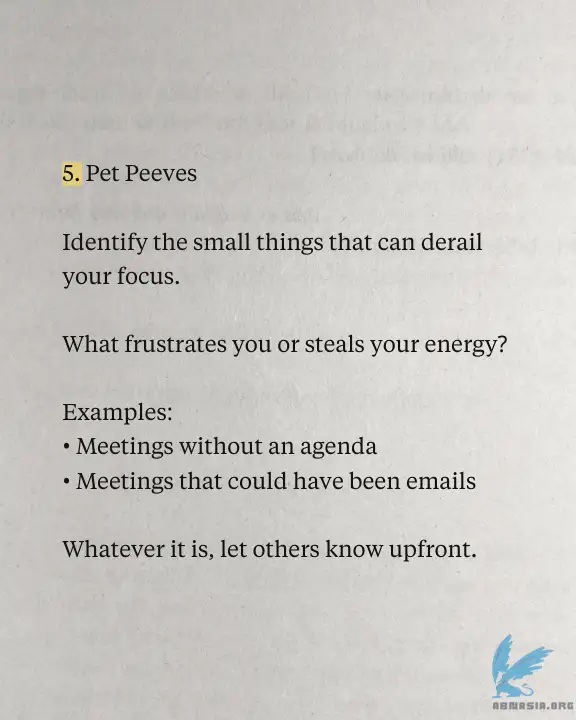 5. Pet Peeves
Identify the small things that can derail
your focus.
What frustrates you or steals your energy?
Examples:
• Meetings without an agenda
• Meetings that could have been emails
Whatever it is, let others know upfront.
ABNASIA.ORG